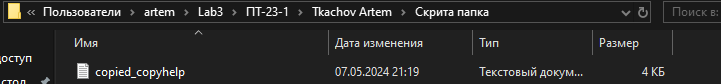 Пользователи > artem > Lab3 > ПТ-23-1 > Tkachov Artem > Скрита папка
Поиск в:
Имя Дата изменения Тип Размер
доступ
copied_copyhelp 07.05.2024 21:19 Текстовый докум... 4 КБ
стол